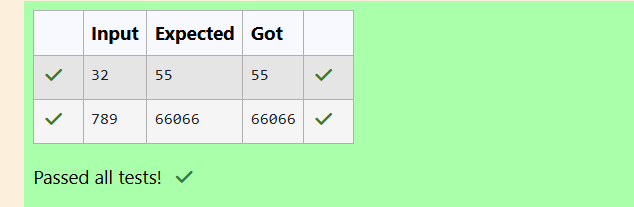 Input Expected Got
32 55 55
789 66066 66066
Passed all tests!